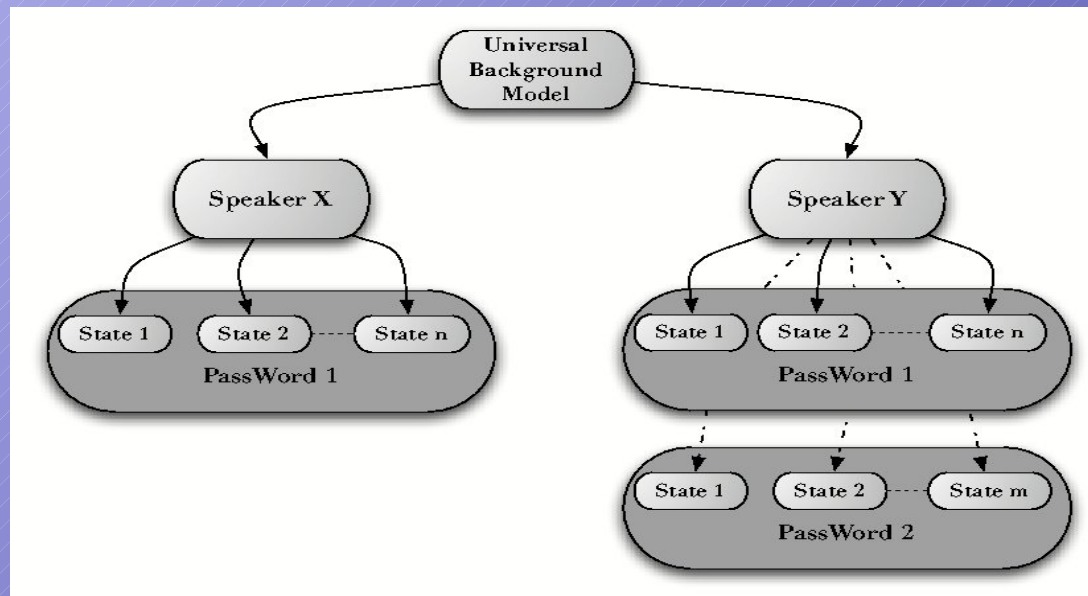 Universal
Background
Model
Speaker X
Speaker Y
State 1
State 2
State n
PassWord 1
State 1
State 2
State n
PassWord 1
State 1
State 2
State m
PassWord 2